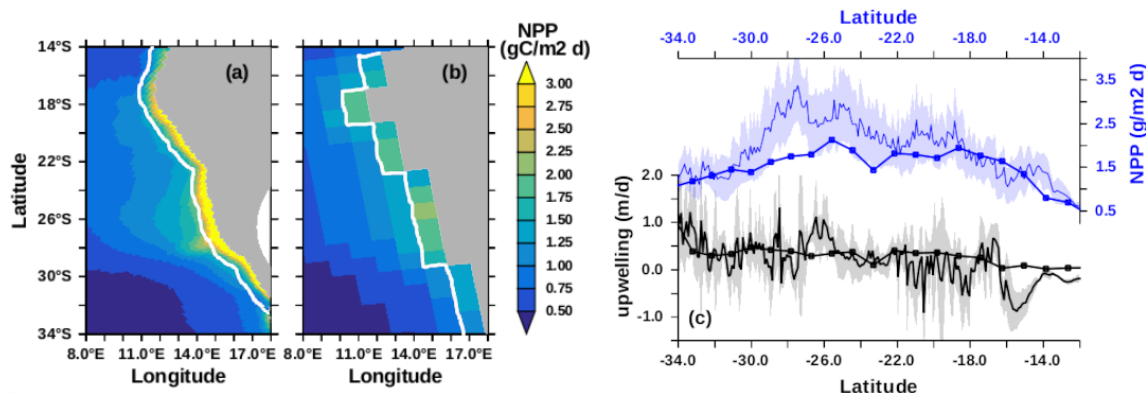 NPP
(gC/m2 d)
14°S
18°S
22°S
26°S
30°S
34°S
Latitude
(a)
(b)
8.0°E 11.0°E 14.0°E 17.0°E
8.0°E 11.0°E 14.0°E 17.0°E
Longitude
Longitude
3.00
2.75
2.50
2.25
2.00
1.75
1.50
1.25
1.00
0.75
0.50
Latitude
-34.0 -30.0 -26.0 -22.0 -18.0 -14.0
3.5
2.5
1.5
0.5
NPP (g/m2 d)
2.0
1.0
0.0
-1.0
upwelling (m/d)
(c)
-34.0 -30.0 -26.0 -22.0 -18.0 -14.0
Latitude